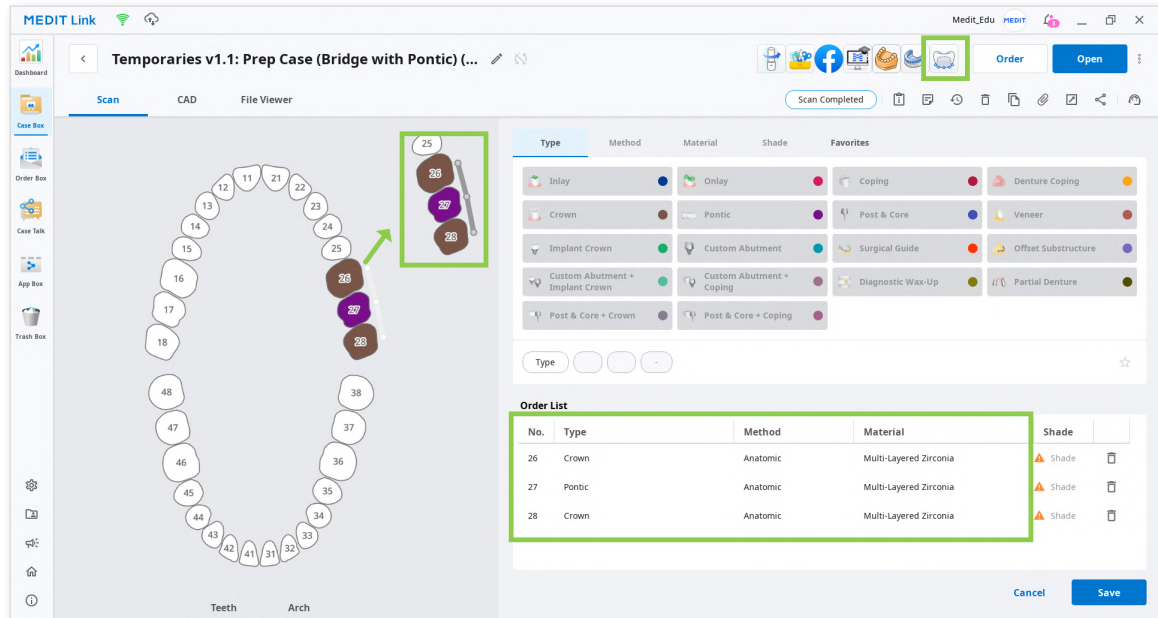 MEDIT Link
Medit_Edu MEDIT 3
Dashboard
Case Box
Order Box
Case Talk
App Box
Trash Box
Temporaries v1.1: Prep Case (Bridge with Pontic) (...
Order Open
Scan CAD File Viewer
Scan Completed
25
26
27
28
11 21
12 22
13 23
14 24
15 25
16 26
17 27
18 28
48 38
47 37
46 36
45 35
44 34
43 33
42 41 31 32
Teeth Arch
Type Method Material Shade Favorites
Inlay Onlay Coping Denture Coping
Crown Pontic Post & Core Veneer
Implant Crown Custom Abutment Surgical Guide Offset Substructure
Custom Abutment + Implant Crown Custom Abutment + Coping Diagnostic Wax-Up Partial Denture
Post & Core + Crown Post & Core + Coping
Type -
Order List
No. Type Method Material Shade
26 Crown Anatomic Multi-Layered Zirconia Shade
27 Pontic Anatomic Multi-Layered Zirconia Shade
28 Crown Anatomic Multi-Layered Zirconia Shade
Cancel Save